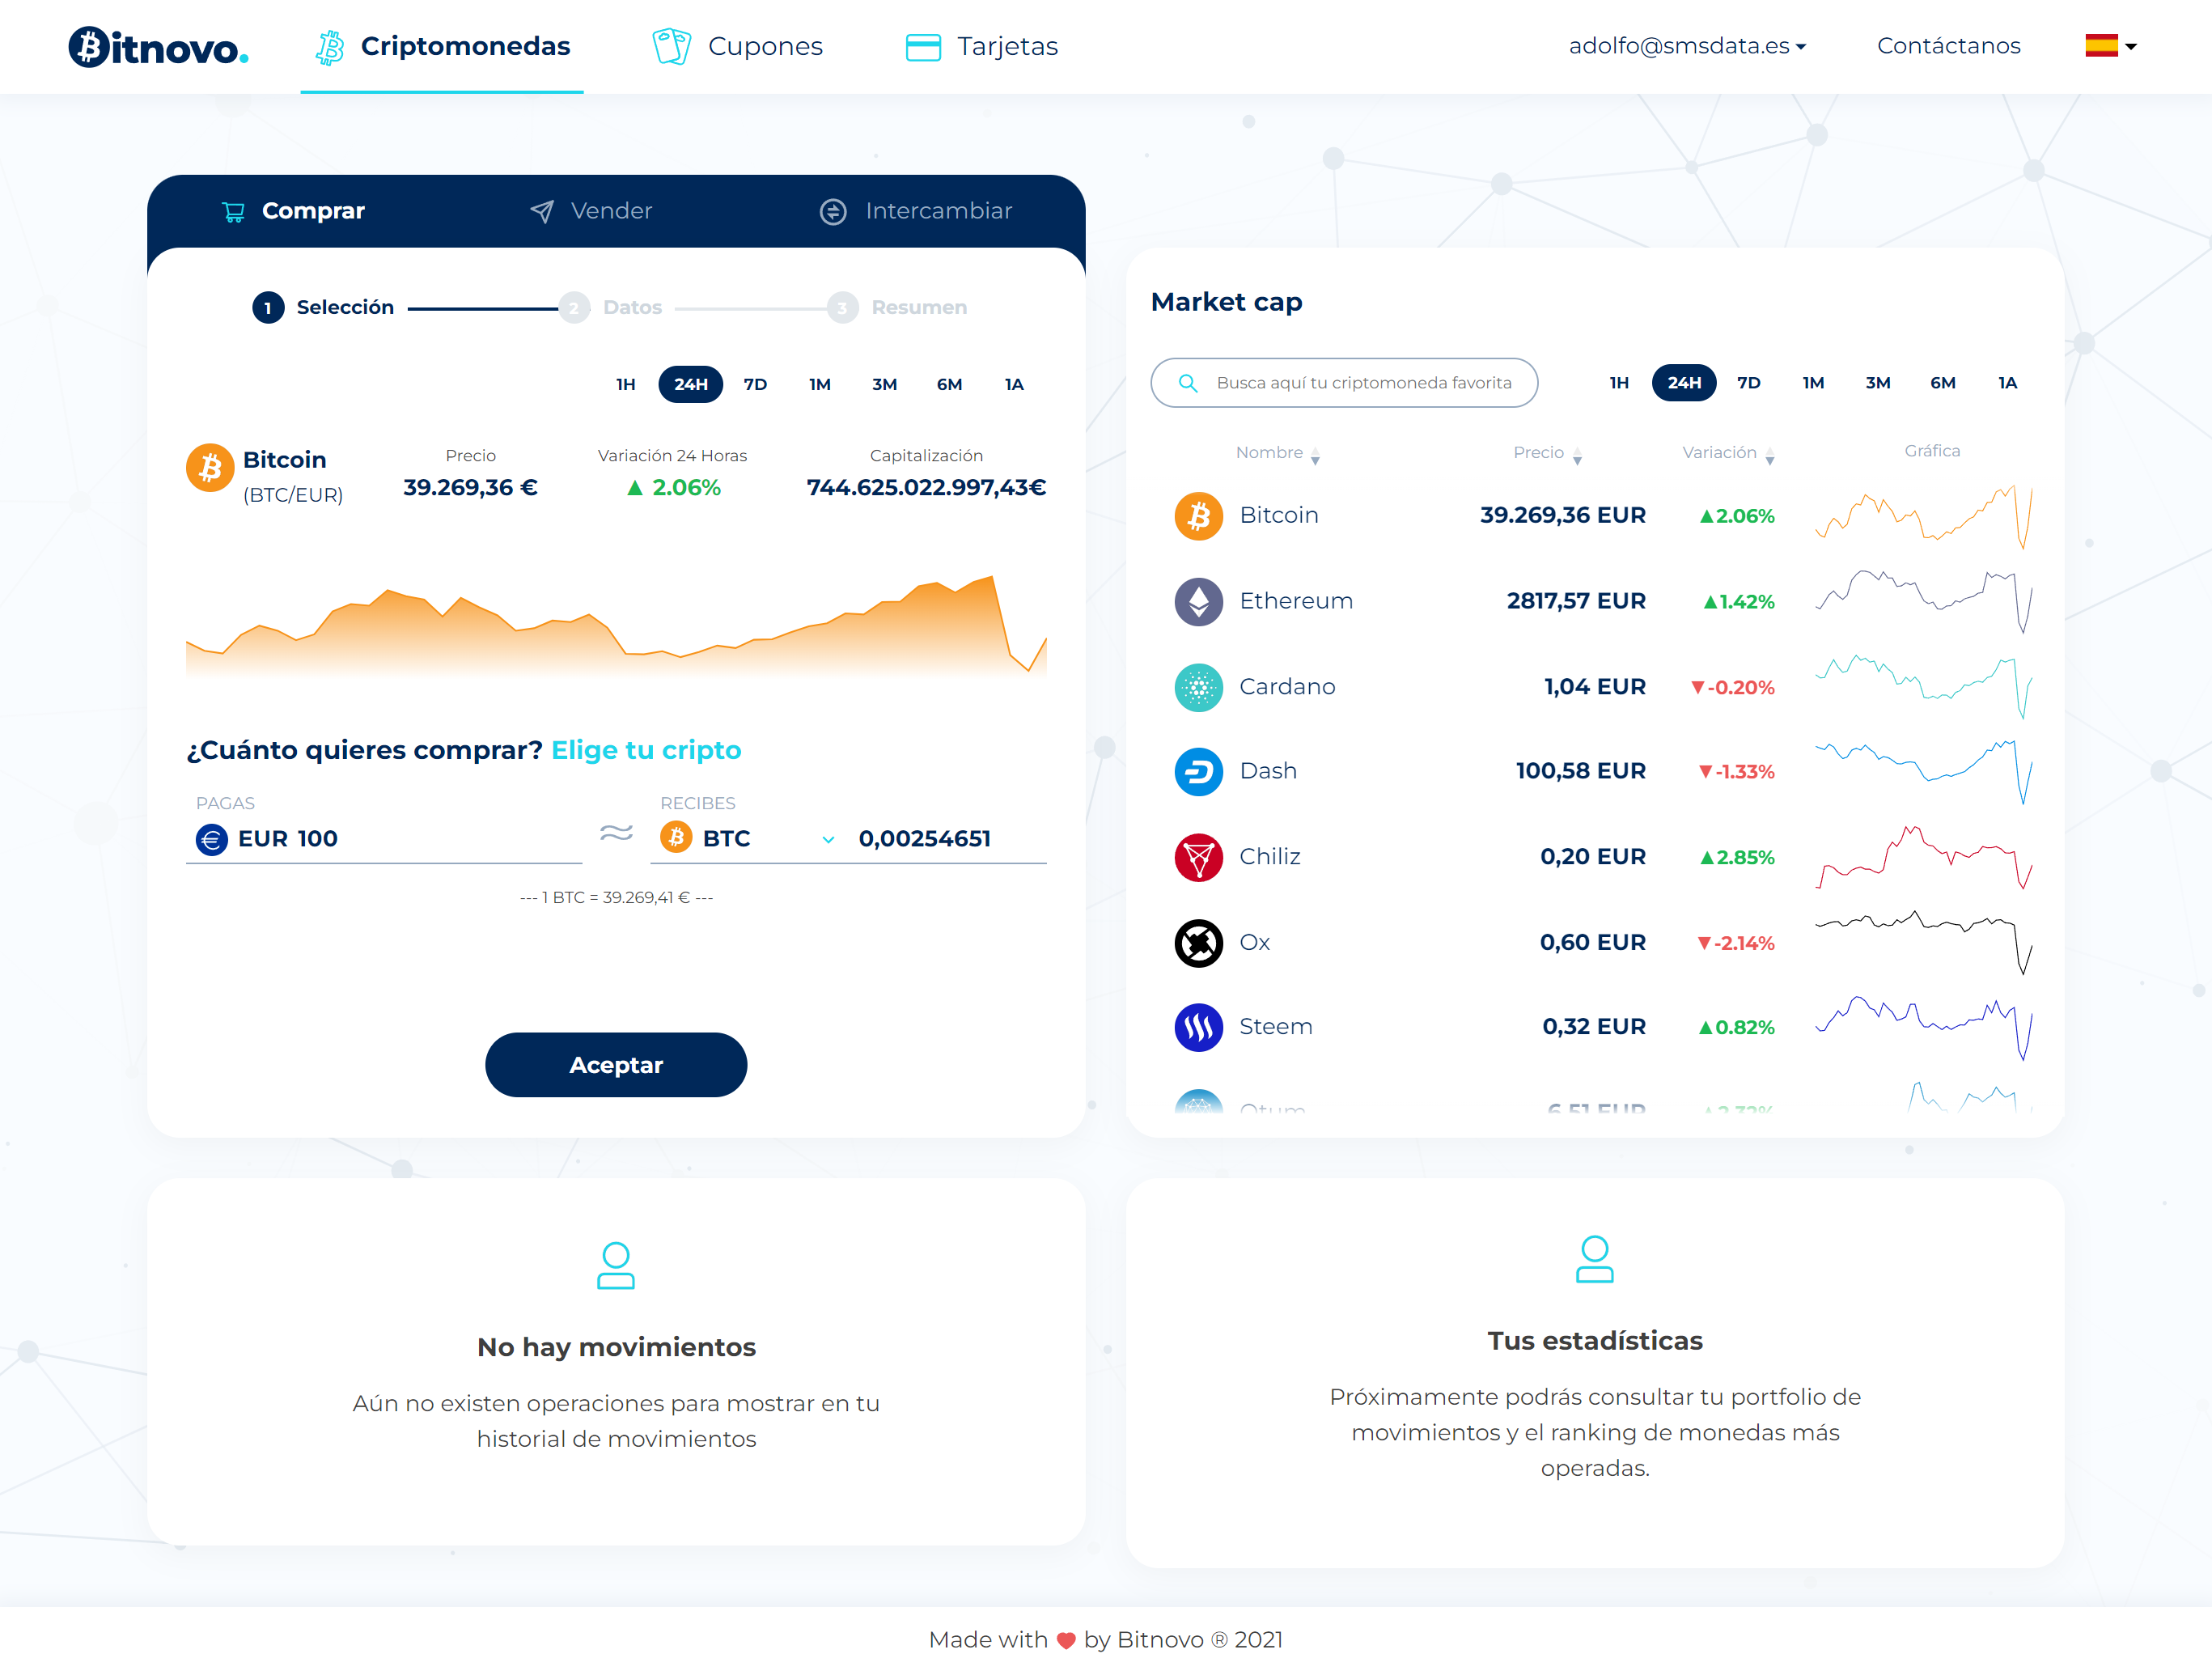 Bitnovo.
Criptomonedas
Cupones
Tarjetas
adolfo@smsdata.es
Contáctanos
Comprar
Vender
Intercambiar
1 Selección
2 Datos
3 Resumen
1H 24H 7D 1M 3M 6M 1A
Bitcoin
(BTC/EUR)
Precio
39.269,36 €
Variación 24 Horas
▲ 2.06%
Capitalización
744.625.022.997,43€
¿Cuánto quieres comprar? Elige tu cripto
PAGAS
EUR 100
≈
RECIBES
BTC
0,00254651
--- 1 BTC = 39.269,41 € ---
Aceptar
Market cap
Busca aquí tu criptomoneda favorita
1H 24H 7D 1M 3M 6M 1A
Nombre Precio Variación Gráfica
Bitcoin 39.269,36 EUR ▲2.06%
Ethereum 2817,57 EUR ▲1.42%
Cardano 1,04 EUR ▼-0.20%
Dash 100,58 EUR ▼-1.33%
Chiliz 0,20 EUR ▲2.85%
Ox 0,60 EUR ▼-2.14%
Steem 0,32 EUR ▲0.82%
Qtum 6,51 EUR ▲2.32%
No hay movimientos
Aún no existen operaciones para mostrar en tu
historial de movimientos
Tus estadísticas
Próximamente podrás consultar tu portfolio de
movimientos y el ranking de monedas más
operadas.
Made with ❤ by Bitnovo ® 2021